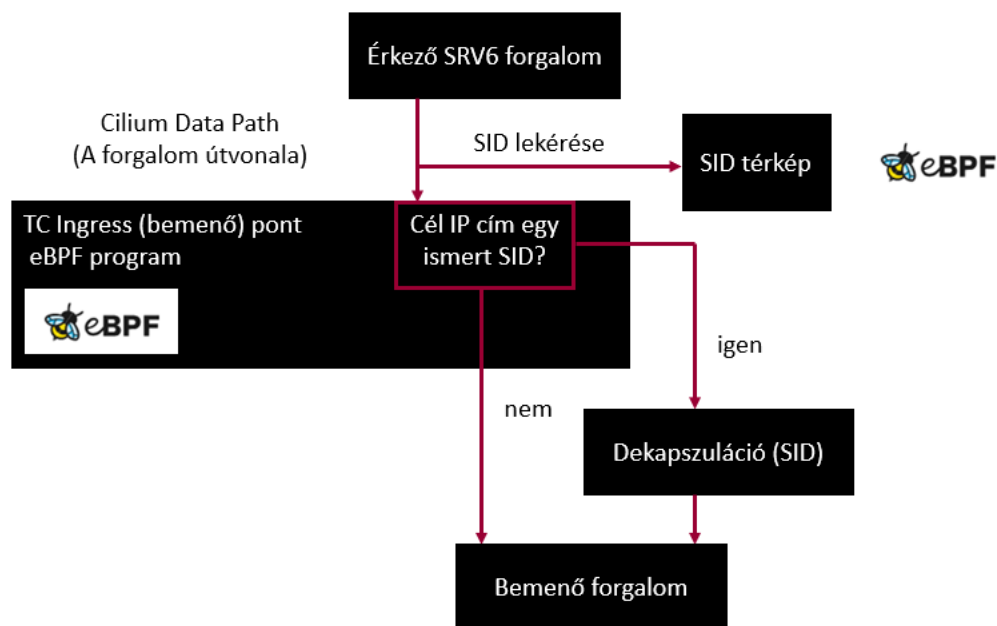 Érkező SRV6 forgalom
Cilium Data Path
(A forgalom útvonala)
SID lekérése
SID térkép
eBPF
TC Ingress (bemenő) pont
eBPF program
Cél IP cím egy
ismert SID?
eBPF
igen
nem
Dekapszuláció (SID)
Bemenő forgalom